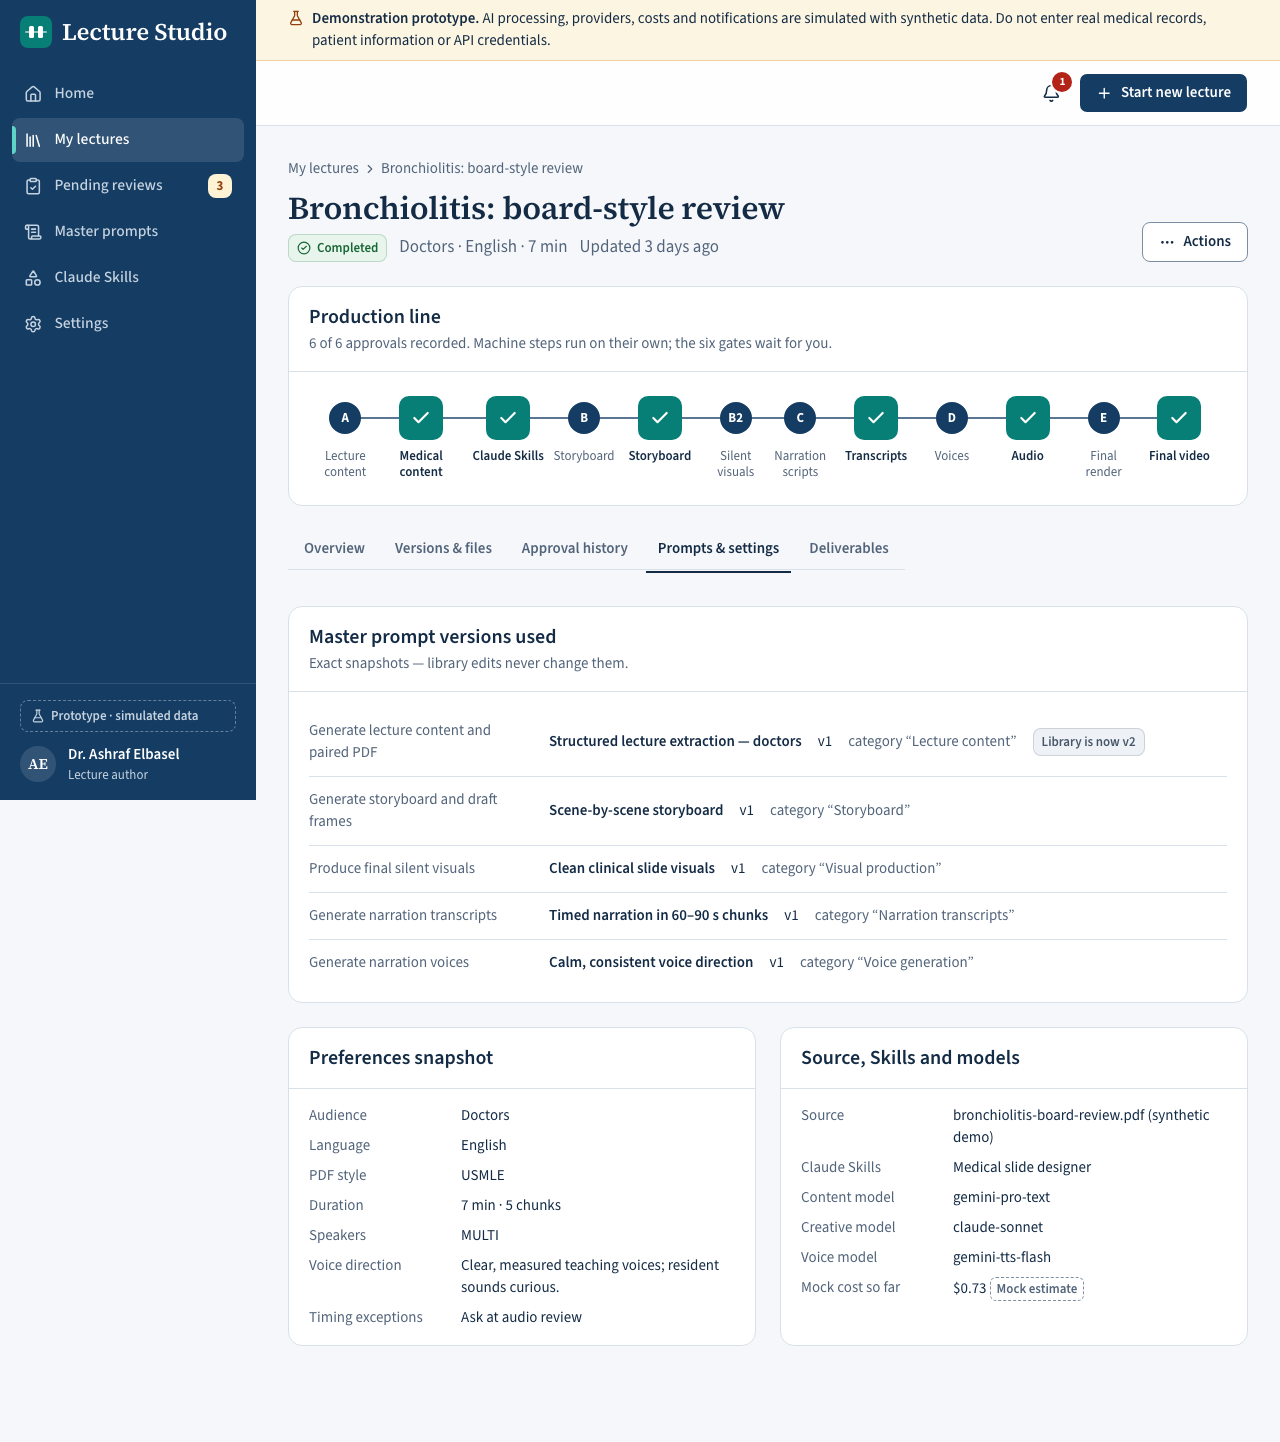 Lecture Studio
Home
My lectures
Pending reviews 3
Master prompts
Claude Skills
Settings
Prototype · simulated data
AE
Dr. Ashraf Elbasel
Lecture author
Demonstration prototype. AI processing, providers, costs and notifications are simulated with synthetic data. Do not enter real medical records,
patient information or API credentials.
1
Start new lecture
My lectures > Bronchiolitis: board-style review
Bronchiolitis: board-style review
Completed Doctors · English · 7 min Updated 3 days ago
Actions
Production line
6 of 6 approvals recorded. Machine steps run on their own; the six gates wait for you.
A B B2 C D E
Lecture content
Medical content
Claude Skills
Storyboard
Storyboard
Silent visuals
Narration scripts
Transcripts
Voices
Audio
Final render
Final video
Overview Versions & files Approval history Prompts & settings Deliverables
Master prompt versions used
Exact snapshots — library edits never change them.
Generate lecture content and
paired PDF
Structured lecture extraction — doctors v1 category “Lecture content” Library is now v2
Generate storyboard and draft
frames
Scene-by-scene storyboard v1 category “Storyboard”
Produce final silent visuals Clean clinical slide visuals v1 category “Visual production”
Generate narration transcripts Timed narration in 60–90 s chunks v1 category “Narration transcripts”
Generate narration voices Calm, consistent voice direction v1 category “Voice generation”
Preferences snapshot
Audience Doctors
Language English
PDF style USMLE
Duration 7 min · 5 chunks
Speakers MULTI
Voice direction Clear, measured teaching voices; resident
sounds curious.
Timing exceptions Ask at audio review
Source, Skills and models
Source bronchiolitis-board-review.pdf (synthetic
demo)
Claude Skills Medical slide designer
Content model gemini-pro-text
Creative model claude-sonnet
Voice model gemini-tts-flash
Mock cost so far $0.73 Mock estimate